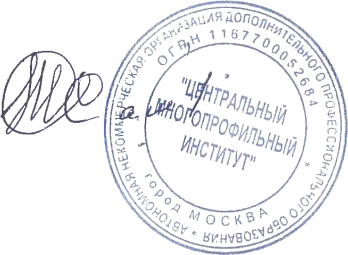 АВТОНОМНАЯ НЕКОММЕРЧЕСКАЯ ОРГАНИЗАЦИЯ ДОПОЛНИТЕЛЬНОГО ПРОФЕССИОНАЛЬНОГО ОБРАЗОВАНИЯ *
ОГРН 1167700052684
"ЦЕНТРАЛЬНЫЙ
МНОГОПРОФИЛЬНЫЙ
ИНСТИТУТ"
* город МОСКВА *